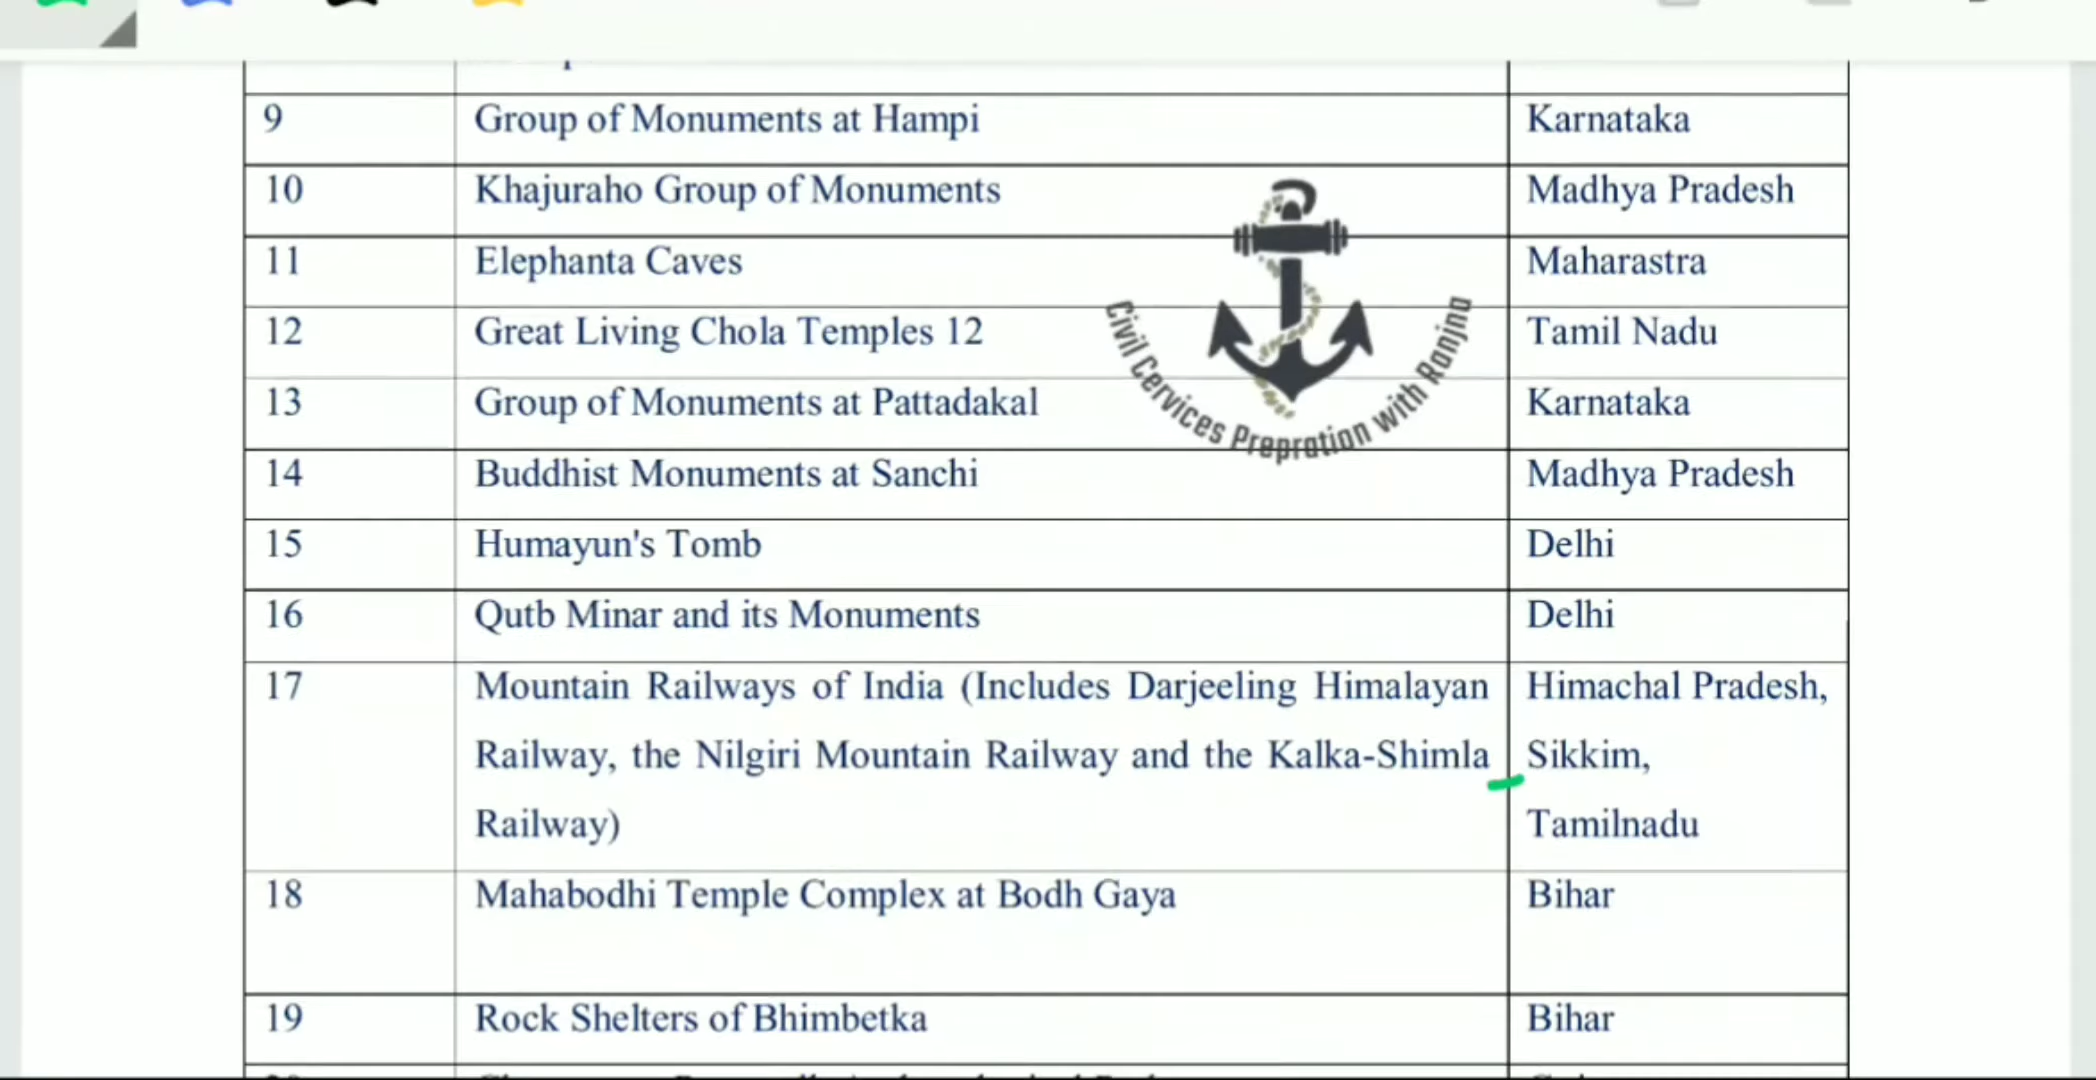 9 Group of Monuments at Hampi Karnataka
10 Khajuraho Group of Monuments Madhya Pradesh
11 Elephanta Caves Maharastra
12 Great Living Chola Temples 12 Tamil Nadu
13 Group of Monuments at Pattadakal Karnataka
14 Buddhist Monuments at Sanchi Madhya Pradesh
15 Humayun's Tomb Delhi
16 Qutb Minar and its Monuments Delhi
17 Mountain Railways of India (Includes Darjeeling Himalayan Himachal Pradesh,
Railway, the Nilgiri Mountain Railway and the Kalka-Shimla Sikkim,
Railway) Tamilnadu
18 Mahabodhi Temple Complex at Bodh Gaya Bihar
19 Rock Shelters of Bhimbetka Bihar
Civil Cervices Prepration with Ranjnu